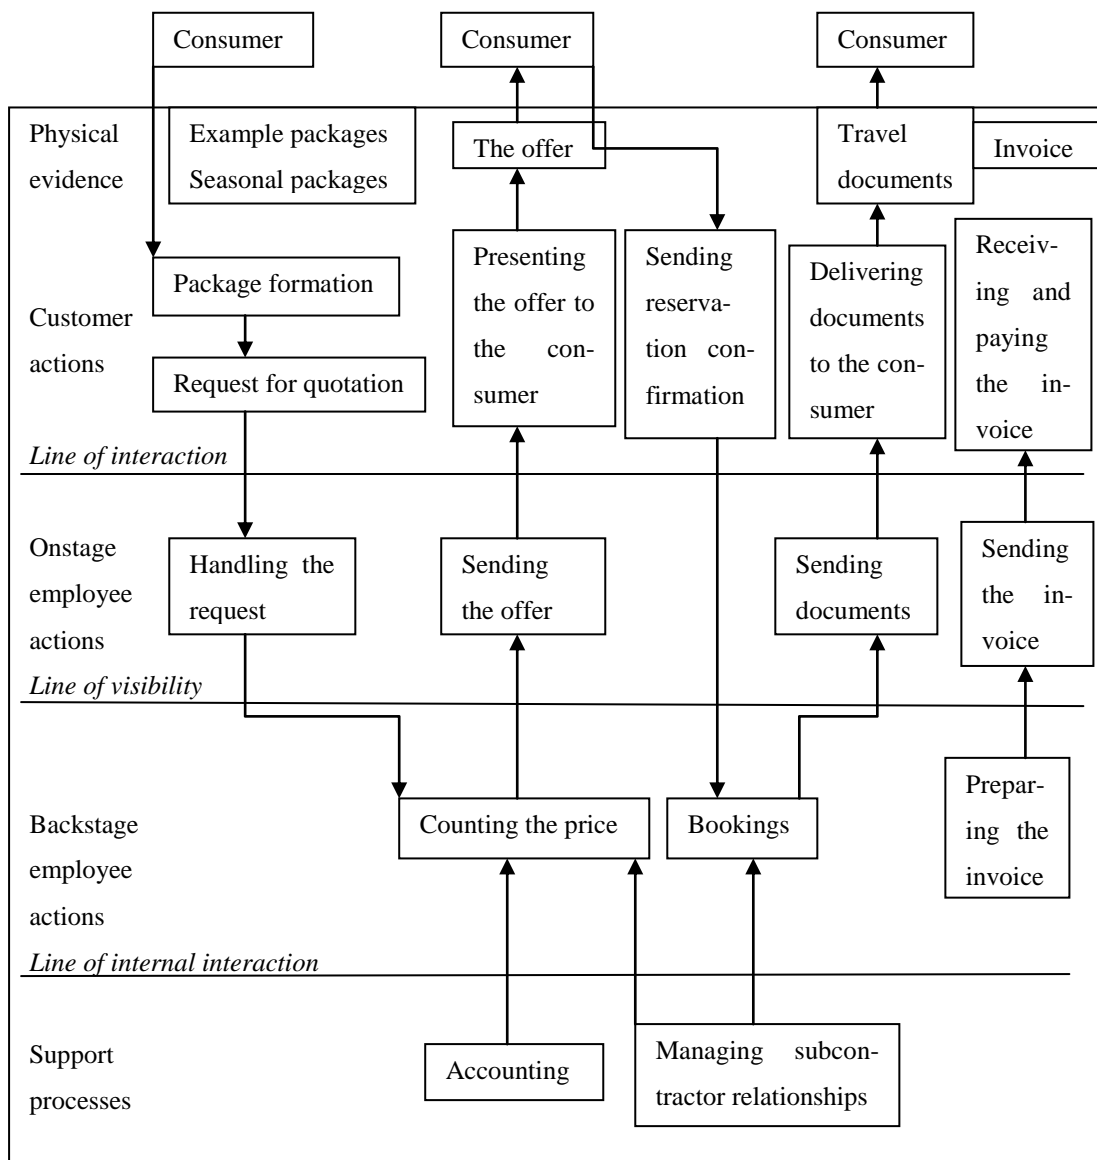 Consumer
Consumer
Consumer
Physical
evidence
Example packages
Seasonal packages
The offer
Travel
documents
Invoice
Customer
actions
Package formation
Request for quotation
Presenting
the offer to
the con-
sumer
Sending
reserva-
tion con-
firmation
Delivering
documents
to the con-
sumer
Receiv-
ing and
paying
the in-
voice
Line of interaction
Onstage
employee
actions
Handling the
request
Sending
the offer
Sending
documents
Sending
the in-
voice
Line of visibility
Backstage
employee
actions
Counting the price
Bookings
Prepar-
ing the
invoice
Line of internal interaction
Support
processes
Accounting
Managing subcon-
tractor relationships